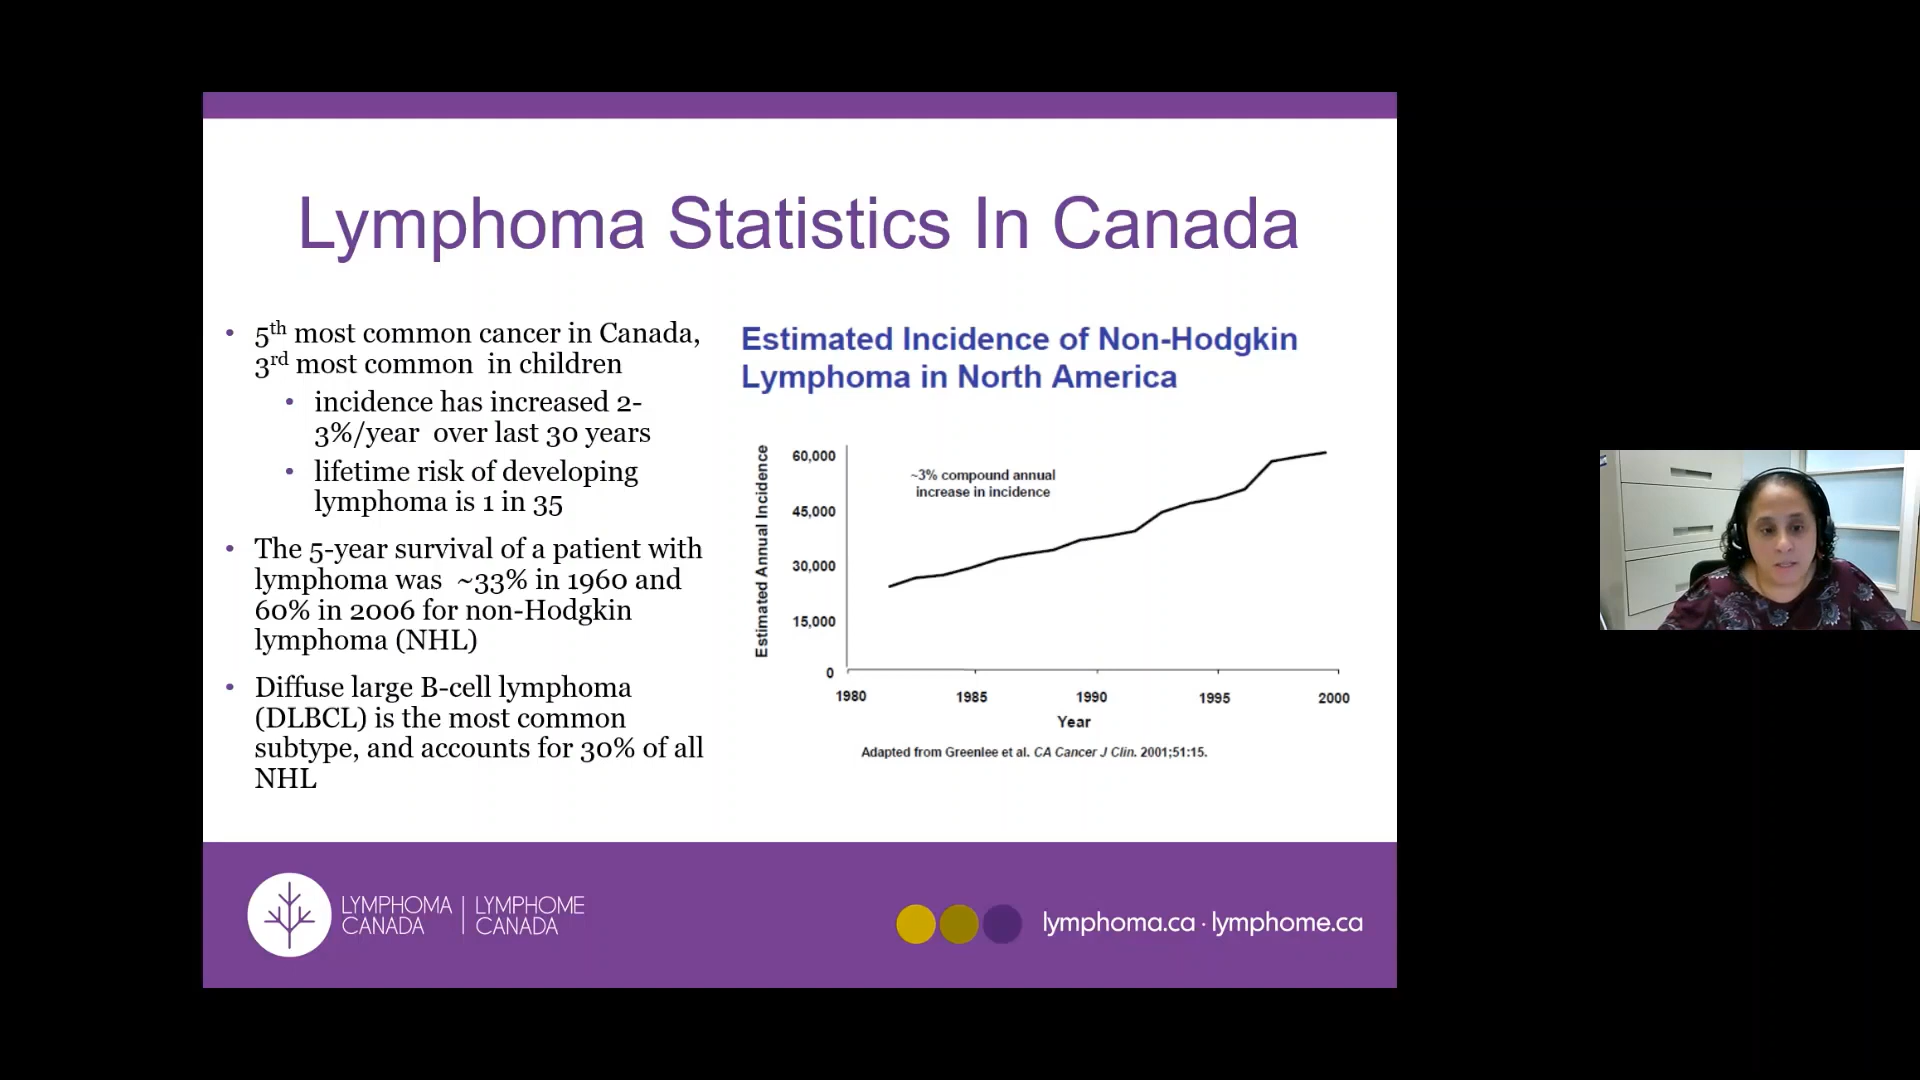 Lymphoma Statistics In Canada
• 5th most common cancer in Canada,
3rd most common in children
• incidence has increased 2-
3%/year over last 30 years
• lifetime risk of developing
lymphoma is 1 in 35
• The 5-year survival of a patient with
lymphoma was ~33% in 1960 and
60% in 2006 for non-Hodgkin
lymphoma (NHL)
• Diffuse large B-cell lymphoma
(DLBCL) is the most common
subtype, and accounts for 30% of all
NHL
Estimated Incidence of Non-Hodgkin
Lymphoma in North America
Estimated Annual Incidence
60,000
45,000
30,000
15,000
0
~3% compound annual
increase in incidence
1980 1985 1990 1995 2000
Year
Adapted from Greenlee et al. CA Cancer J Clin. 2001;51:15.
LYMPHOMA CANADA | LYMPHOME CANADA
lymphoma.ca · lymphome.ca